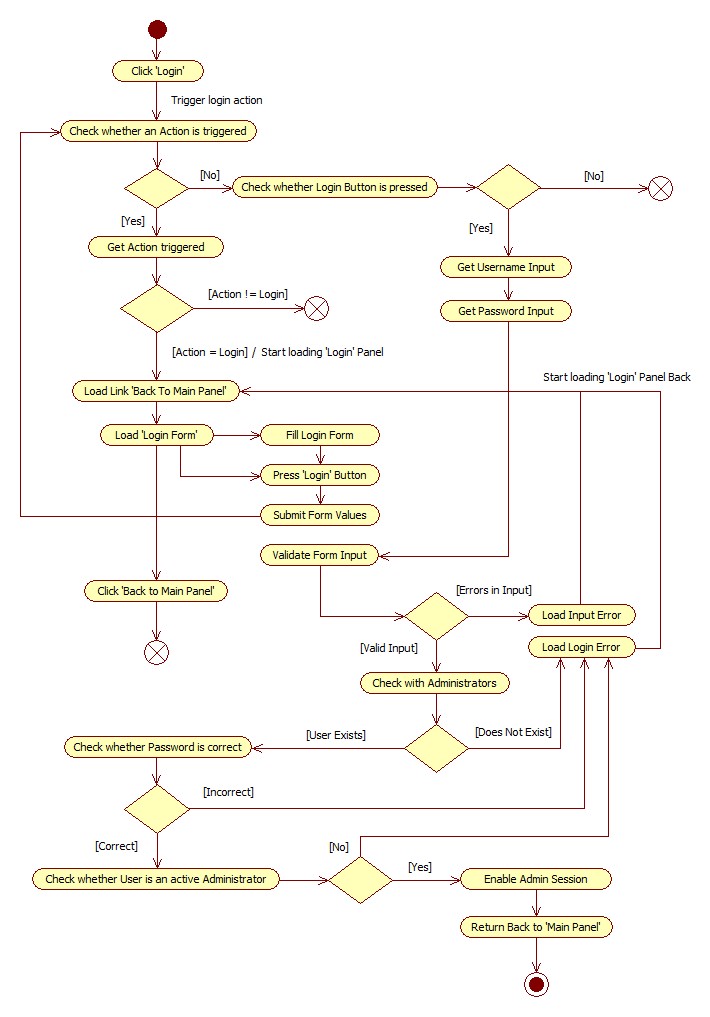 Click 'Login'
Trigger login action
Check whether an Action is triggered
[No]
Check whether Login Button is pressed
[No]
[Yes]
[Yes]
Get Action triggered
Get Username Input
[Action != Login]
Get Password Input
[Action = Login] / Start loading 'Login' Panel
Start loading 'Login' Panel Back
Load Link 'Back To Main Panel'
Load 'Login Form'
Fill Login Form
Press 'Login' Button
Submit Form Values
Validate Form Input
Click 'Back to Main Panel'
[Errors in Input]
Load Input Error
[Valid Input]
Load Login Error
Check with Administrators
[User Exists]
[Does Not Exist]
Check whether Password is correct
[Incorrect]
[Correct]
[No]
Check whether User is an active Administrator
[Yes]
Enable Admin Session
Return Back to 'Main Panel'